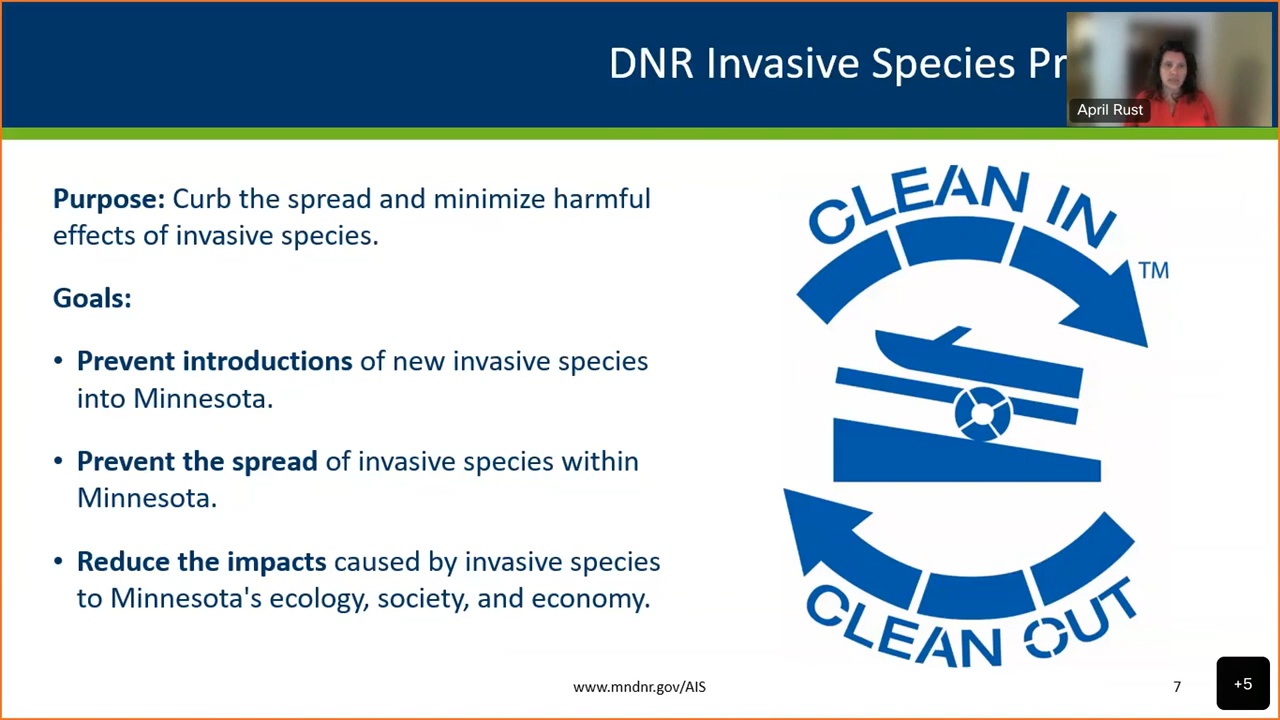 DNR Invasive Species Pr
April Rust
Purpose: Curb the spread and minimize harmful
effects of invasive species.
Goals:
• Prevent introductions of new invasive species
into Minnesota.
• Prevent the spread of invasive species within
Minnesota.
• Reduce the impacts caused by invasive species
to Minnesota's ecology, society, and economy.
CLEAN IN
TM
CLEAN OUT
www.mndnr.gov/AIS
7
+5